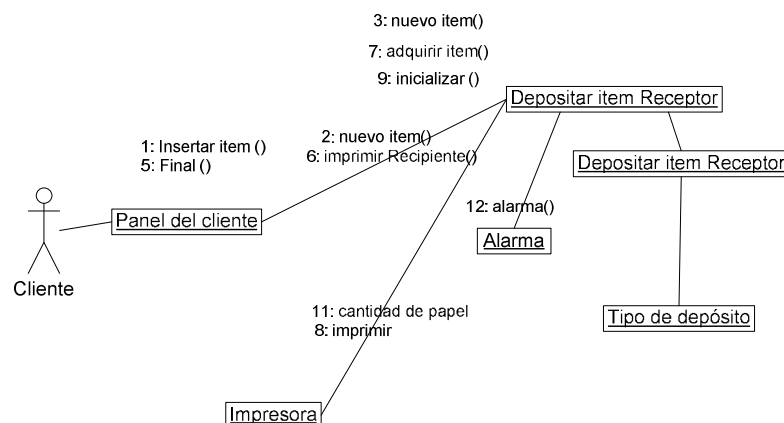 3: nuevo item()
7: adquirir item()
9: inicializar ()
Depositar item Receptor
1: Insertar item ()
5: Final ()
2: nuevo item()
6: imprimir Recipiente()
Depositar item Receptor
Panel del cliente
12: alarma()
Alarma
Cliente
11: cantidad de papel
8: imprimir
Tipo de depósito
Impresora